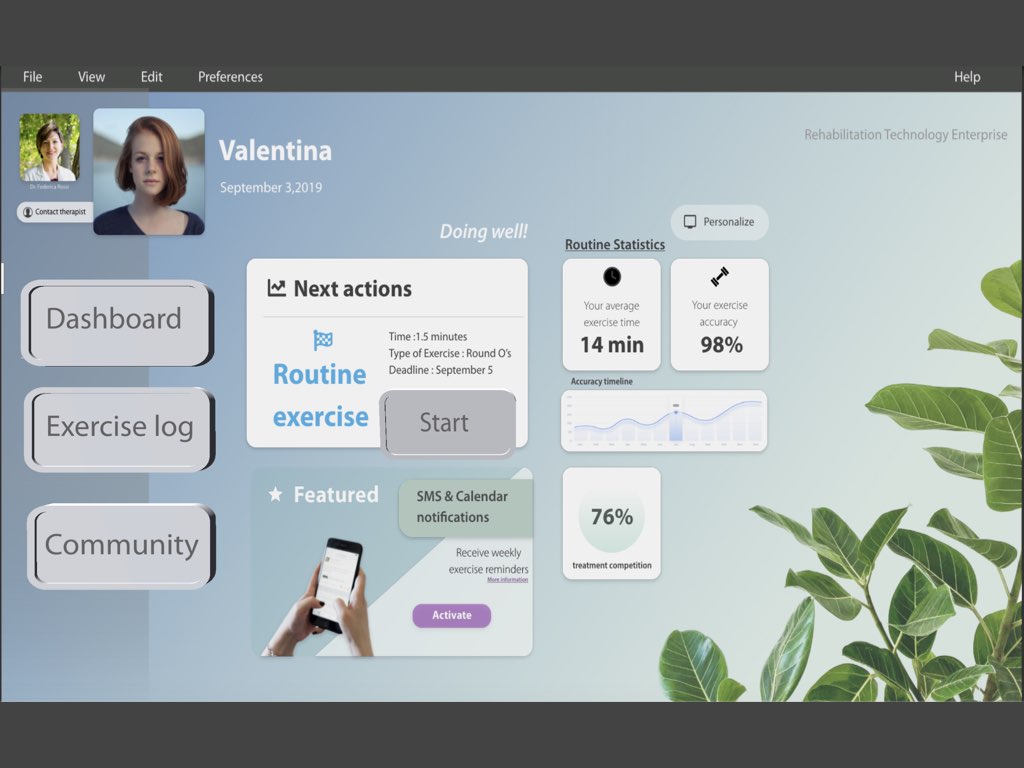 File View Edit Preferences Help
Valentina
September 3,2019
Rehabilitation Technology Enterprise
Dr. Federica Rossi
Contact therapist
Doing well!
Personalize
Routine Statistics
Dashboard
Exercise log
Community
Next actions
Routine
exercise
Time :1.5 minutes
Type of Exercise : Round O's
Deadline : September 5
Start
Your average
exercise time
14 min
Your exercise
accuracy
98%
Accuracy timeline
Featured
SMS & Calendar
notifications
Receive weekly
exercise reminders
More information
Activate
76%
treatment competition